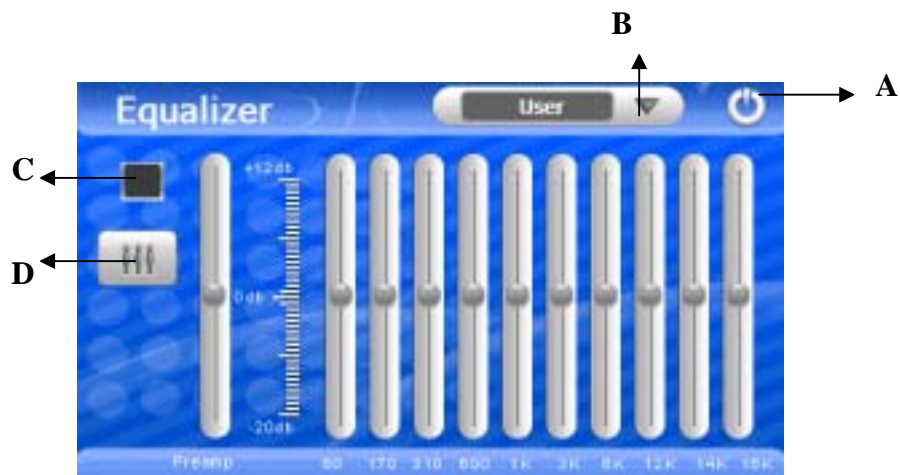 B
A
Equalizer
User
C
+12db
D
0db
-20db
Preamp 60 170 310 600 1K 3K 6K 12K 14K 16K